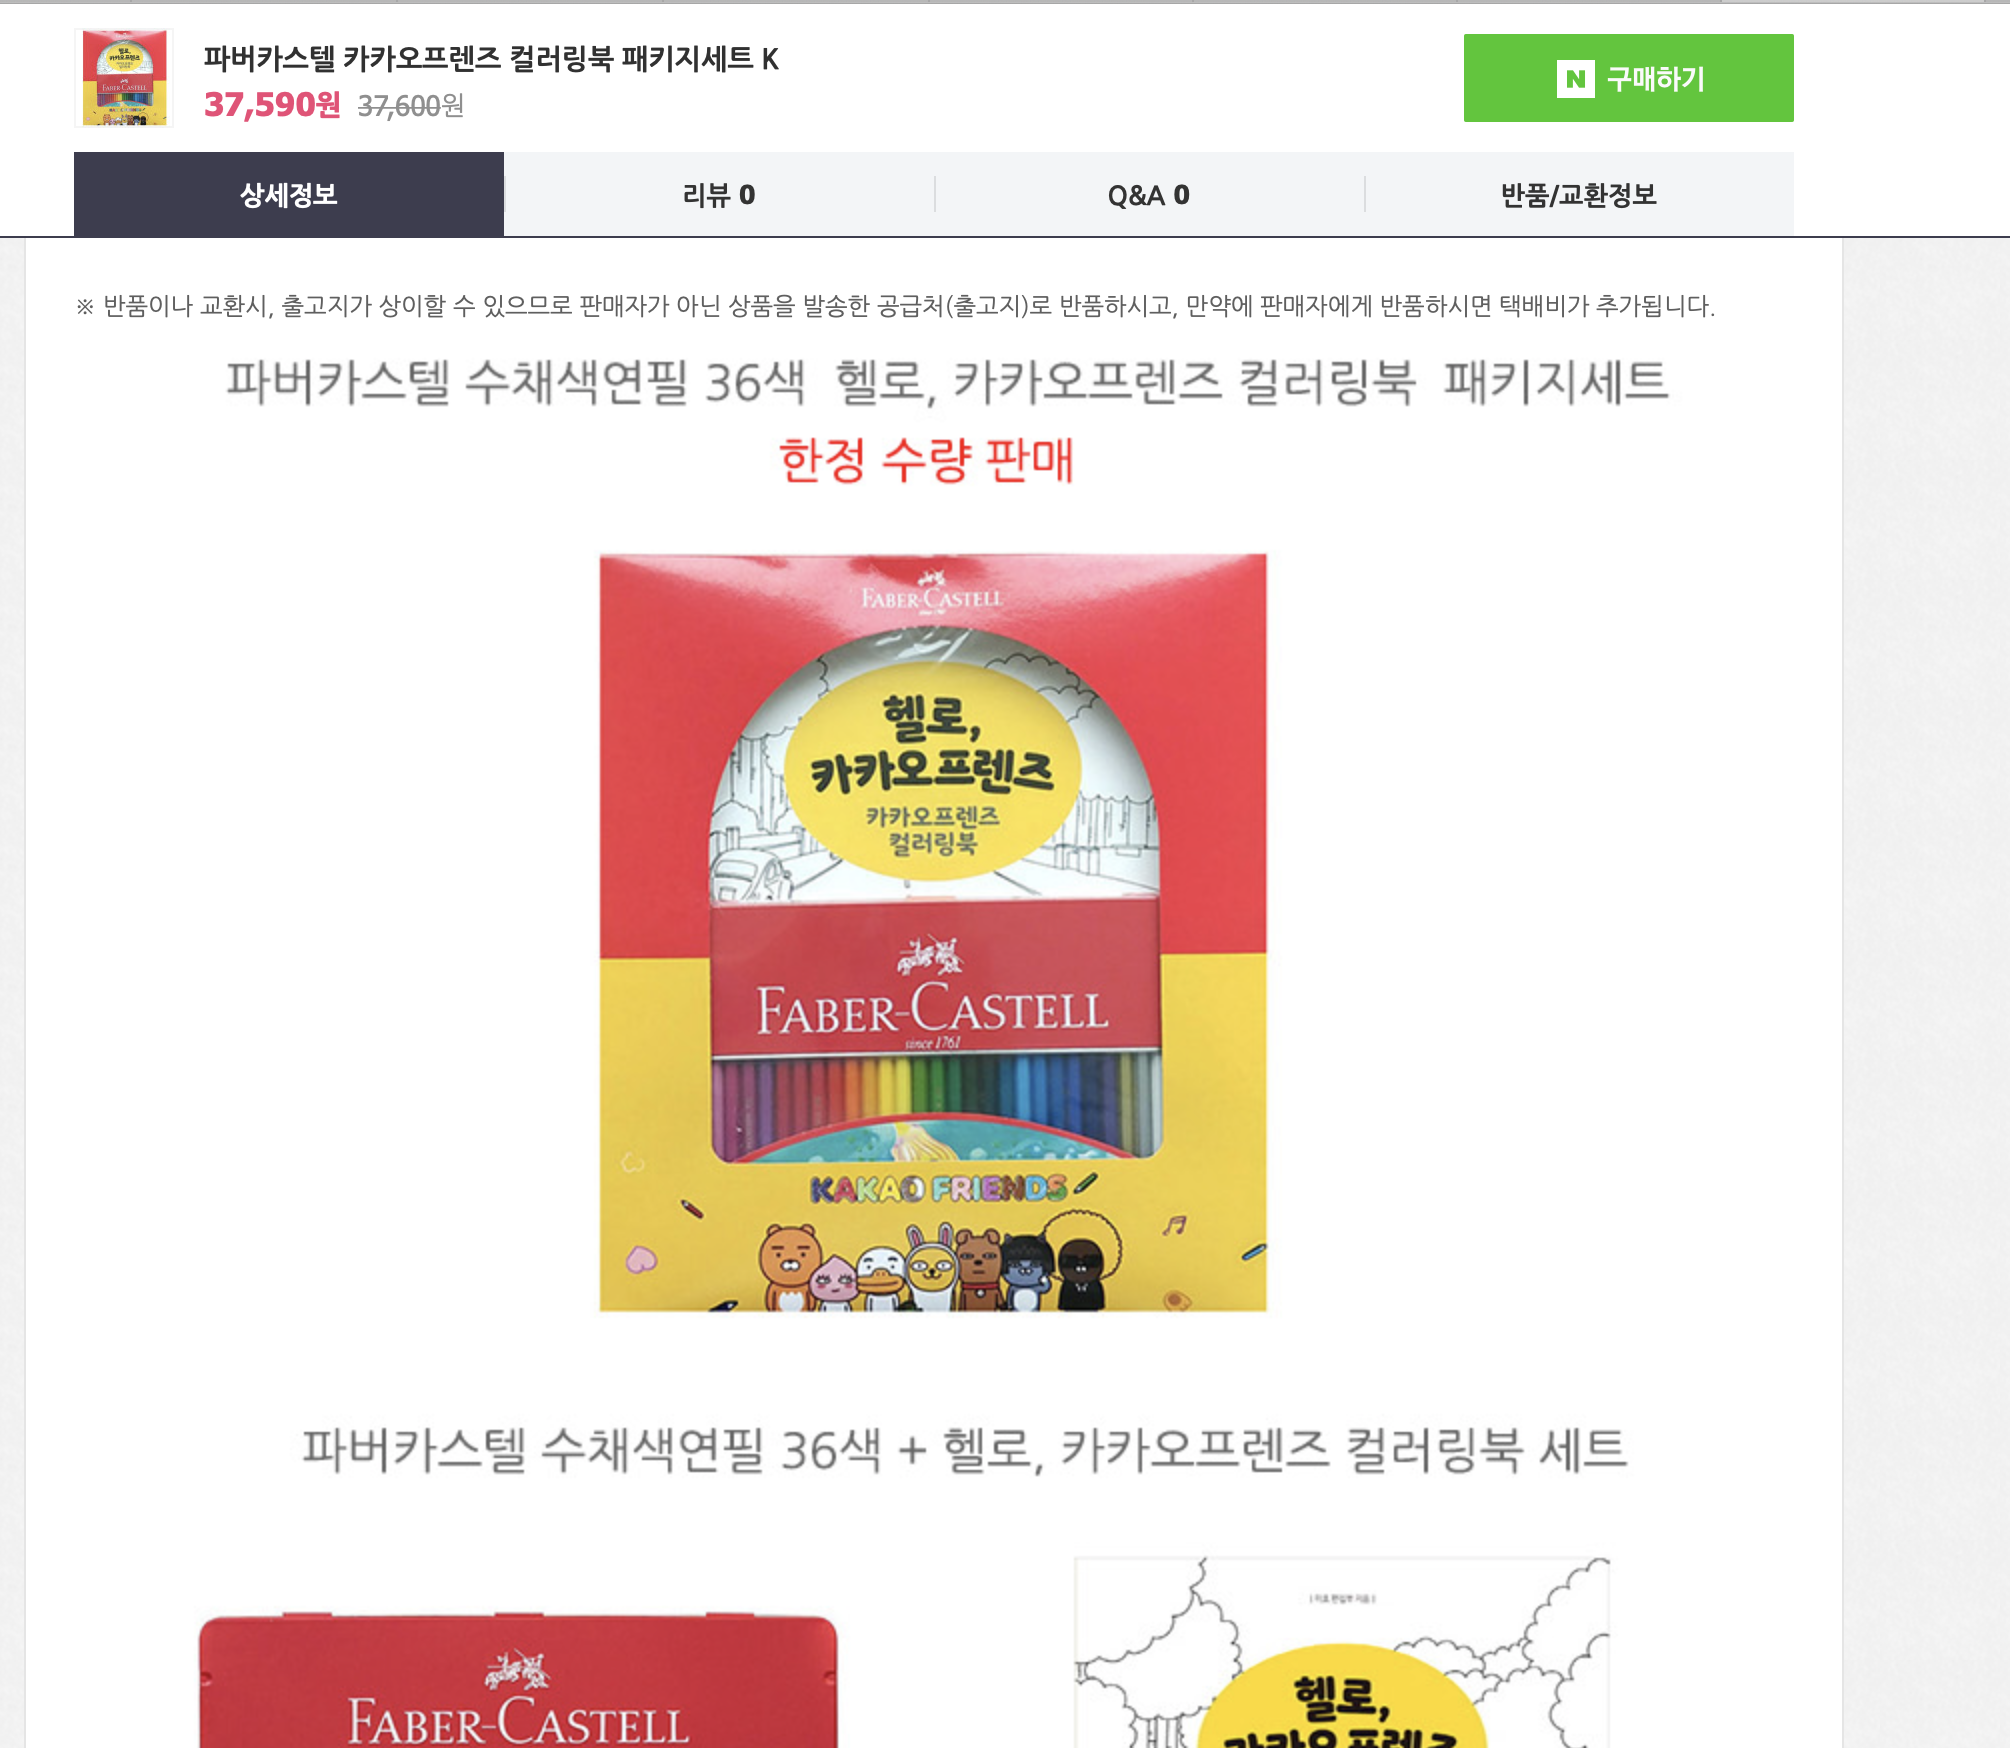 파버카스텔 카카오프렌즈 컬러링북 패키지세트 K
37,590원 37,600원
N 구매하기
상세정보
리뷰 0
Q&A 0
반품/교환정보
※ 반품이나 교환시, 출고지가 상이할 수 있으므로 판매자가 아닌 상품을 발송한 공급처(출고지)로 반품하시고, 만약에 판매자에게 반품하시면 택배비가 추가됩니다.
파버카스텔 수채색연필 36색 헬로, 카카오프렌즈 컬러링북 패키지세트
한정 수량 판매
FABER-CASTELL
헬로,
카카오프렌즈
카카오프렌즈
컬러링북
FABER-CASTELL
since 1761
KAKAO FRIENDS
파버카스텔 수채색연필 36색 + 헬로, 카카오프렌즈 컬러링북 세트
FABER-CASTELL
헬로,
카카오프렌즈